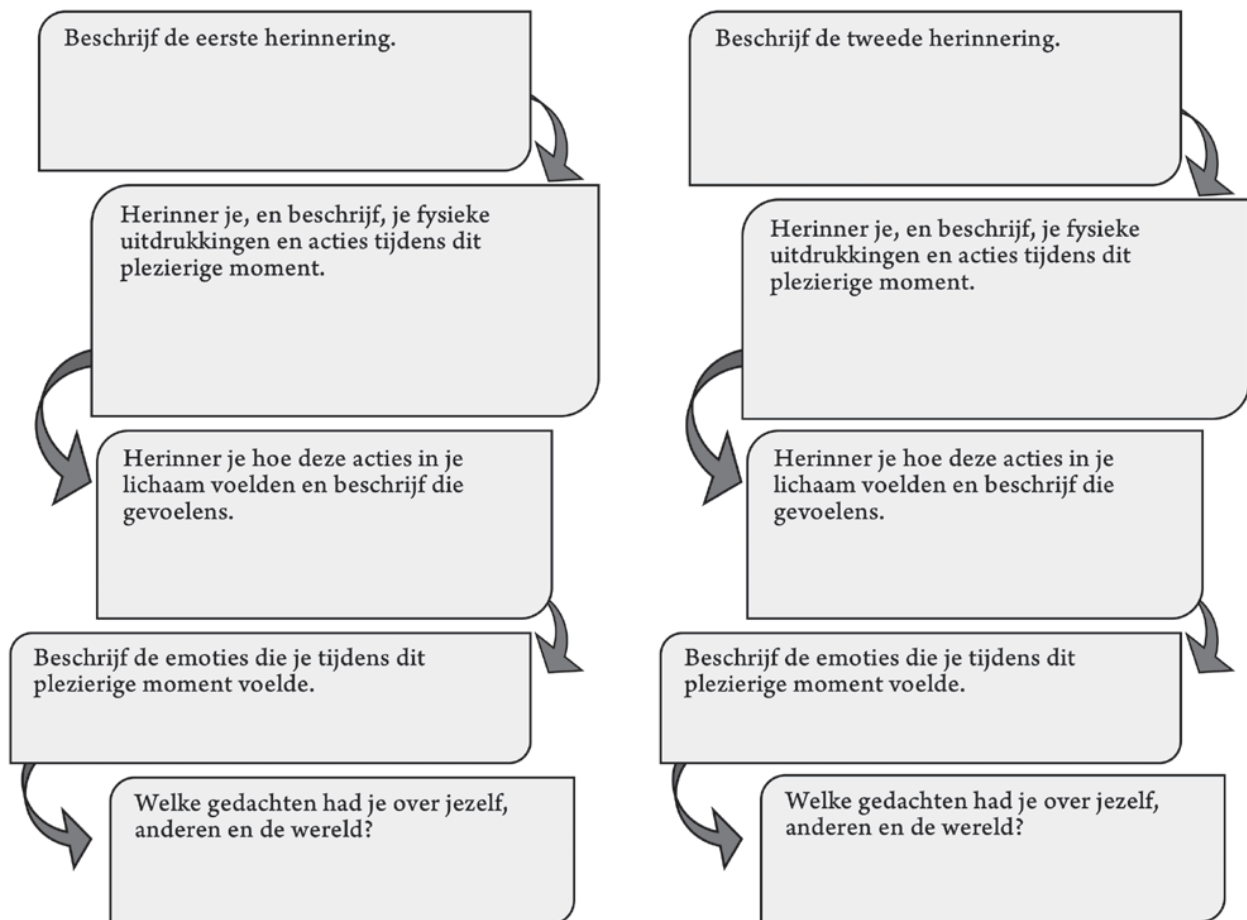 Beschrijf de eerste herinnering.
Herinner je, en beschrijf, je fysieke
uitdrukkingen en acties tijdens dit
plezierige moment.
Herinner je hoe deze acties in je
lichaam voelden en beschrijf die
gevoelens.
Beschrijf de emoties die je tijdens dit
plezierige moment voelde.
Welke gedachten had je over jezelf,
anderen en de wereld?
Beschrijf de tweede herinnering.
Herinner je, en beschrijf, je fysieke
uitdrukkingen en acties tijdens dit
plezierige moment.
Herinner je hoe deze acties in je
lichaam voelden en beschrijf die
gevoelens.
Beschrijf de emoties die je tijdens dit
plezierige moment voelde.
Welke gedachten had je over jezelf,
anderen en de wereld?